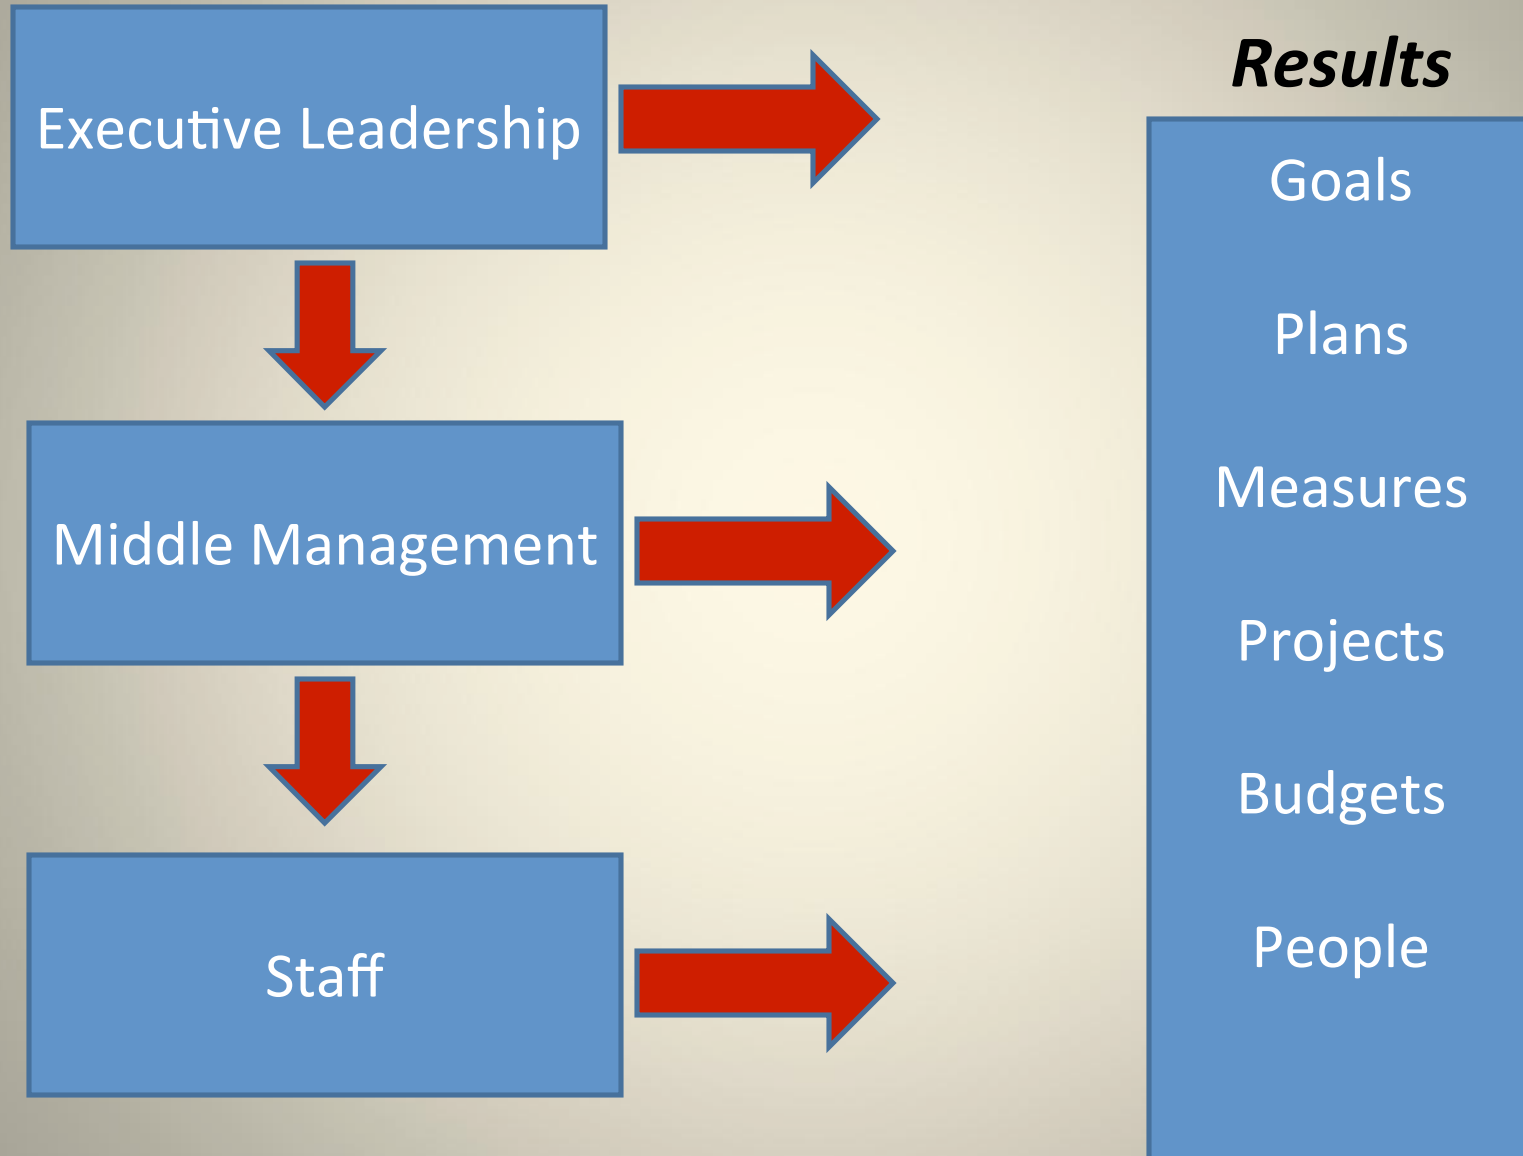 Executive Leadership
Middle Management
Staff
Results
Goals
Plans
Measures
Projects
Budgets
People